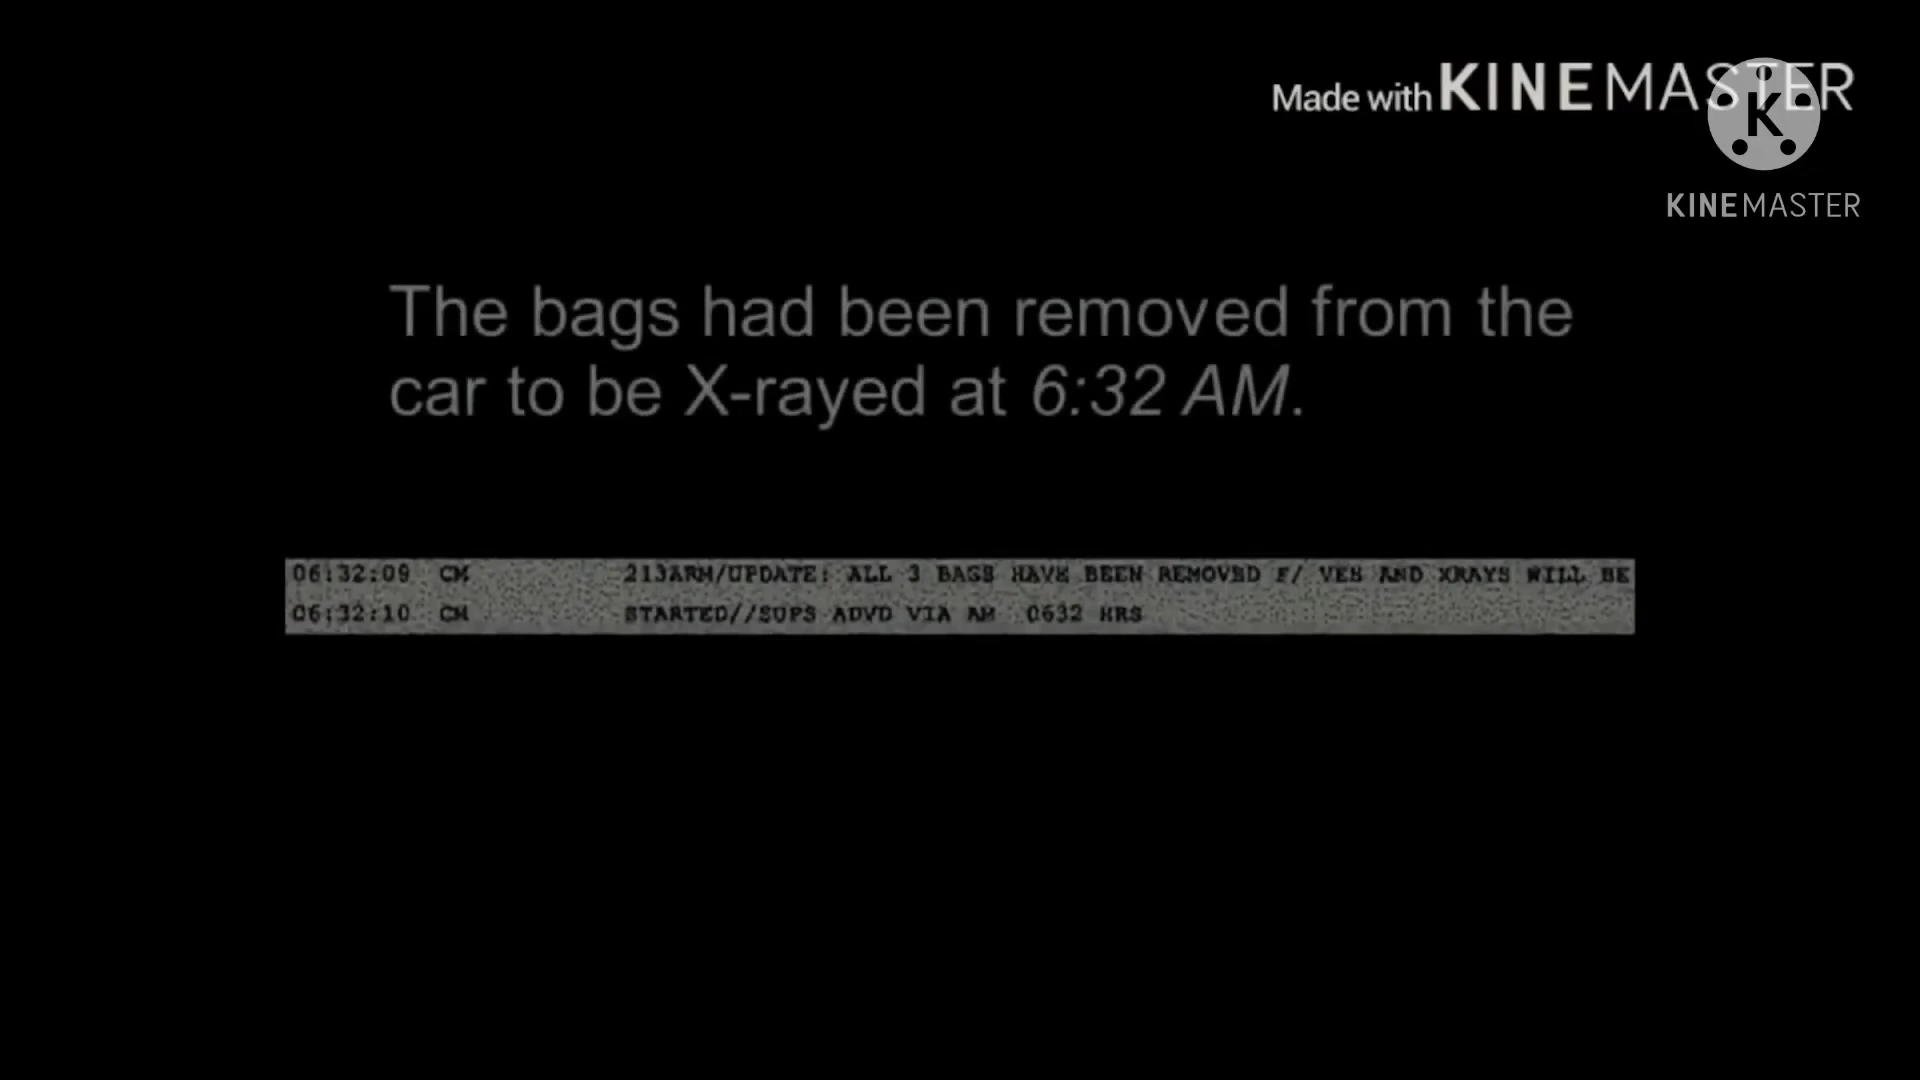 Made with KINEMASTER
KINEMASTER
The bags had been removed from the
car to be X-rayed at 6:32 AM.
06:32:09 CM 213ARM/UPDATE: ALL 3 BAGS HAVE BEEN REMOVED F/ VEH AND XRAYS WILL BE
06:32:10 CM STARTED//SUPS ADVD VIA AM 0632 HRS